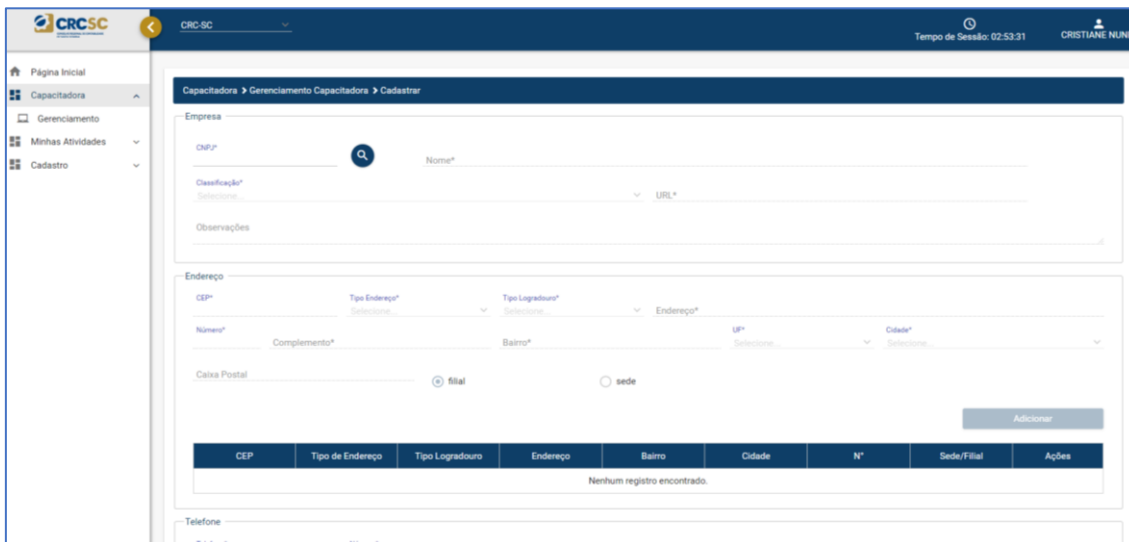 CRCSC
CRC-SC
Tempo de Sessão: 02:53:31
CRISTIANE NUN
Página Inicial
Capacitadora
Gerenciamento
Minhas Atividades
Cadastro
Capacitadora > Gerenciamento Capacitadora > Cadastrar
Empresa
CNPJ*
Nome*
Classificação*
Selecione...
URL*
Observações
Endereço
CEP*
Tipo Endereço*
Tipo Logradouro*
Selecione...
Selecione...
Endereço*
Número*
Complemento*
Bairro*
UF*
Selecione...
Cidade*
Selecione...
Caixa Postal
filial
sede
Adicionar
CEP Tipo de Endereço Tipo Logradouro Endereço Bairro Cidade N° Sede/Filial Ações
Nenhum registro encontrado.
Telefone